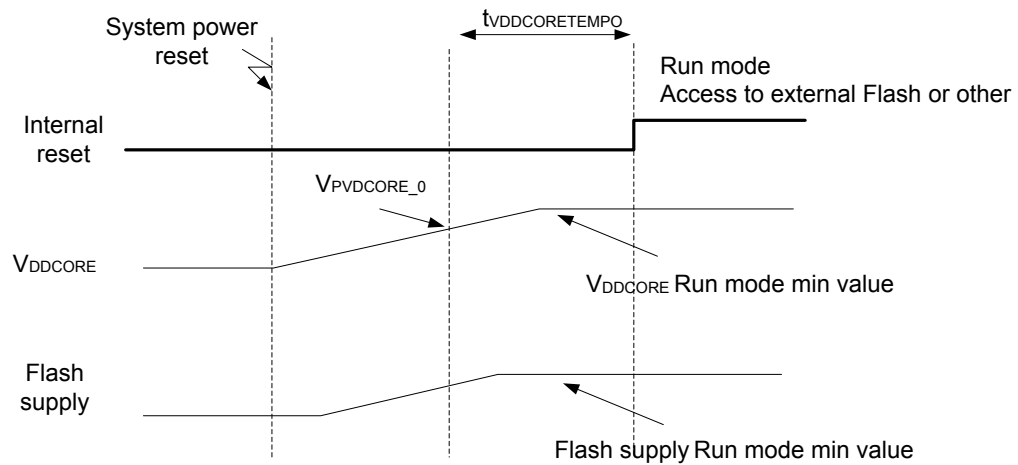 System power
reset
tVDDCORETEMPO
Run mode
Access to external Flash or other
Internal
reset
VPVDCORE_0
VDDCORE
VDDCORE Run mode min value
Flash
supply
Flash supply Run mode min value